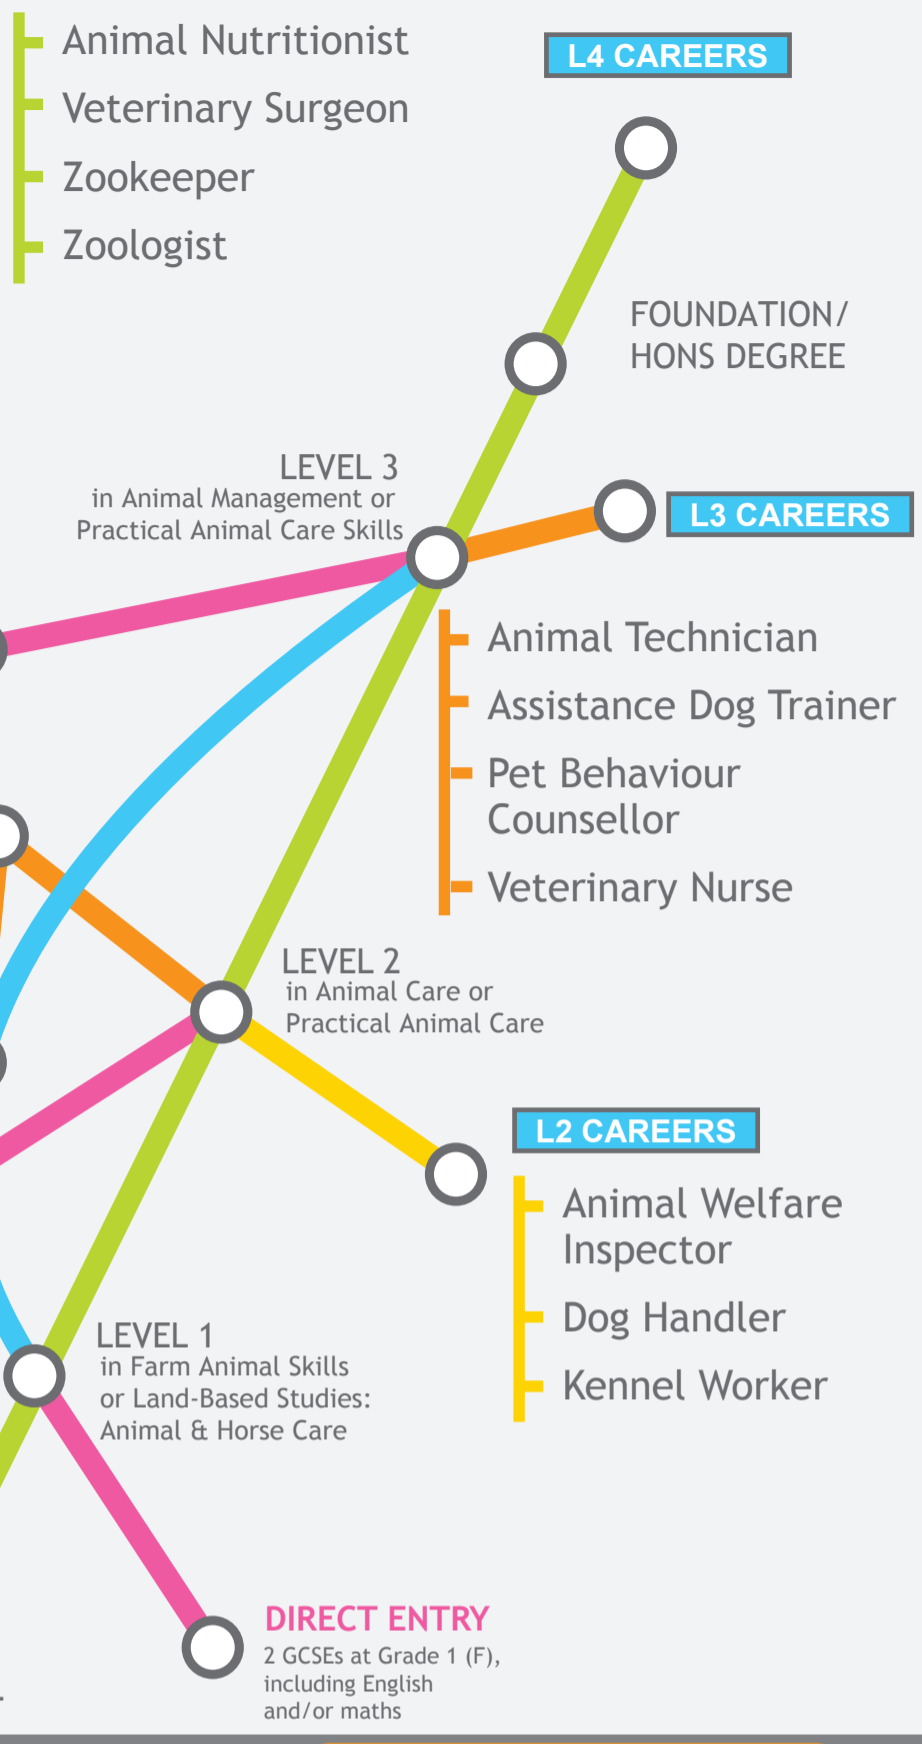 Animal Nutritionist
Veterinary Surgeon
Zookeeper
Zoologist
L4 CAREERS
FOUNDATION/
HONS DEGREE
LEVEL 3
in Animal Management or
Practical Animal Care Skills
L3 CAREERS
Animal Technician
Assistance Dog Trainer
Pet Behaviour
Counsellor
Veterinary Nurse
LEVEL 2
in Animal Care or
Practical Animal Care
L2 CAREERS
Animal Welfare
Inspector
Dog Handler
Kennel Worker
LEVEL 1
in Farm Animal Skills
or Land-Based Studies:
Animal & Horse Care
DIRECT ENTRY
2 GCSEs at Grade 1 (F),
including English
and/or maths